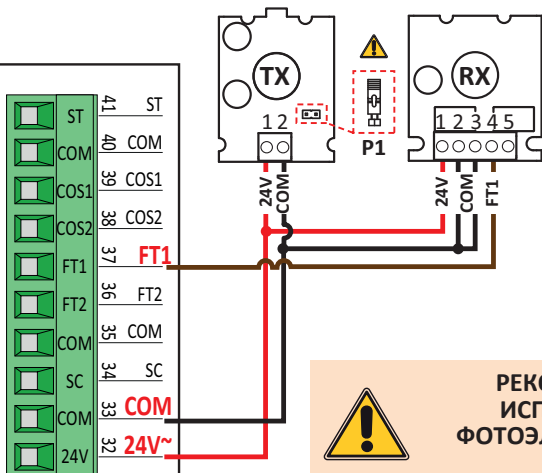 TX
RX
P1
1 2
1 2 3 4 5
24V
COM
24V
COM
FT1
ST 41 ST
COM 40 COM
COS1 39 COS1
COS2 38 COS2
FT1 37 FT1
FT2 36 FT2
COM 35 COM
SC 34 SC
COM 33 COM
24V 32 24V~
РЕКО
ИСП
ФОТОЭЛ